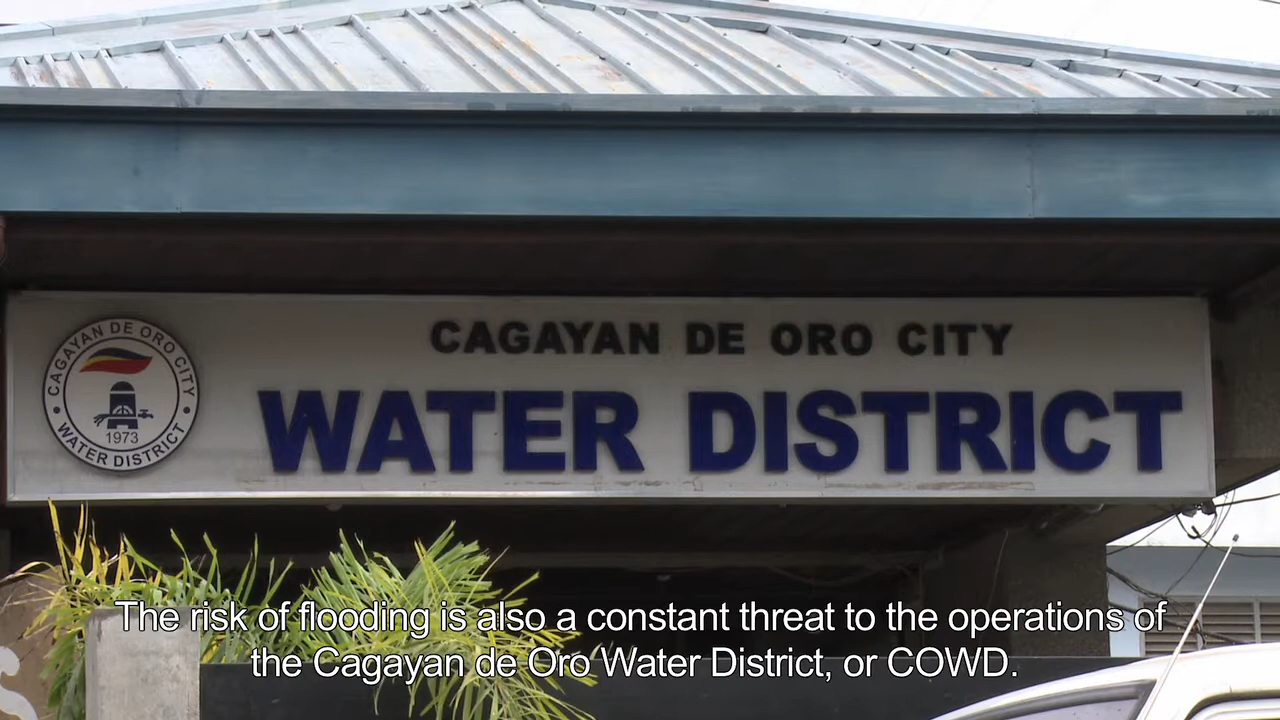 CAGAYAN DE ORO CITY
WATER DISTRICT
CAGAYAN DE ORO CITY
1973
WATER DISTRICT
The risk of flooding is also a constant threat to the operations of
the Cagayan de Oro Water District, or COWD.